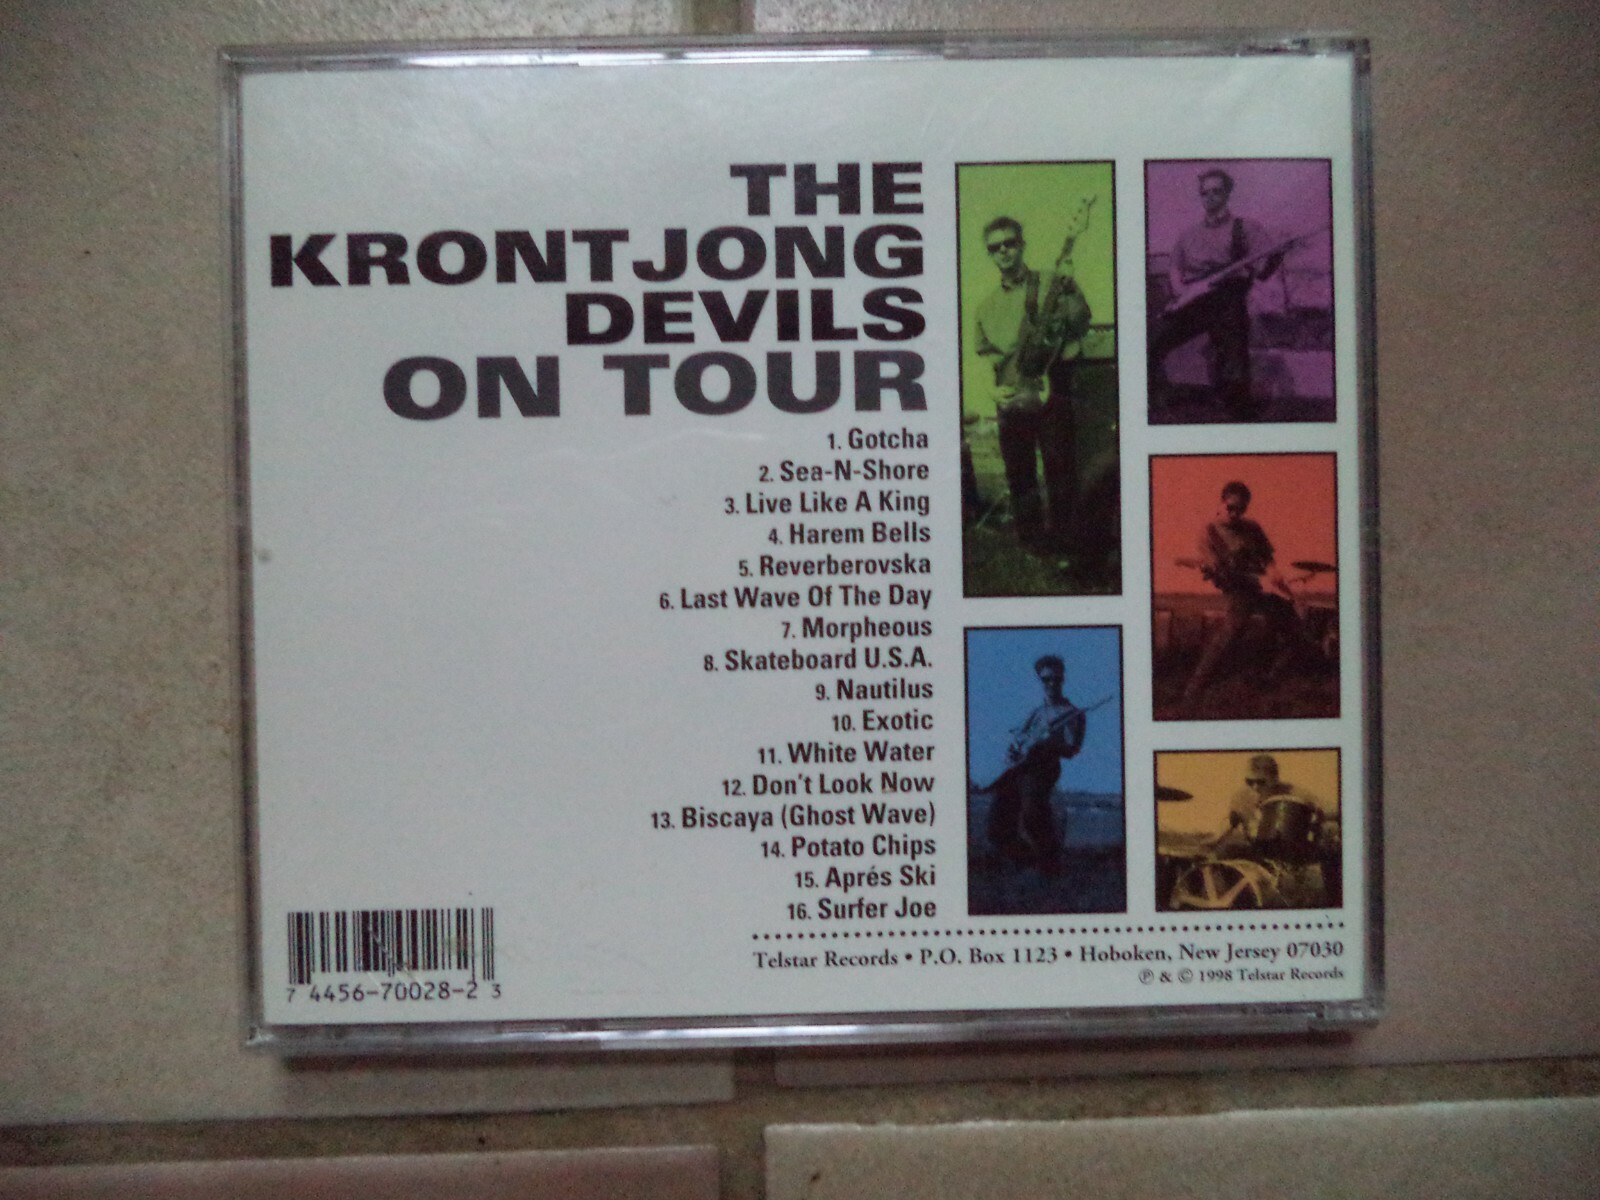 THE
KRONTJONG
DEVILS
ON TOUR
1. Gotcha
2. Sea-N-Shore
3. Live Like A King
4. Harem Bells
5. Reverberovska
6. Last Wave Of The Day
7. Morpheous
8. Skateboard U.S.A.
9. Nautilus
10. Exotic
11. White Water
12. Don't Look Now
13. Biscaya (Ghost Wave)
14. Potato Chips
15. Aprés Ski
16. Surfer Joe
Telstar Records • P.O. Box 1123 • Hoboken, New Jersey 07030
℗ & © 1998 Telstar Records
7 4456-70028-2 3